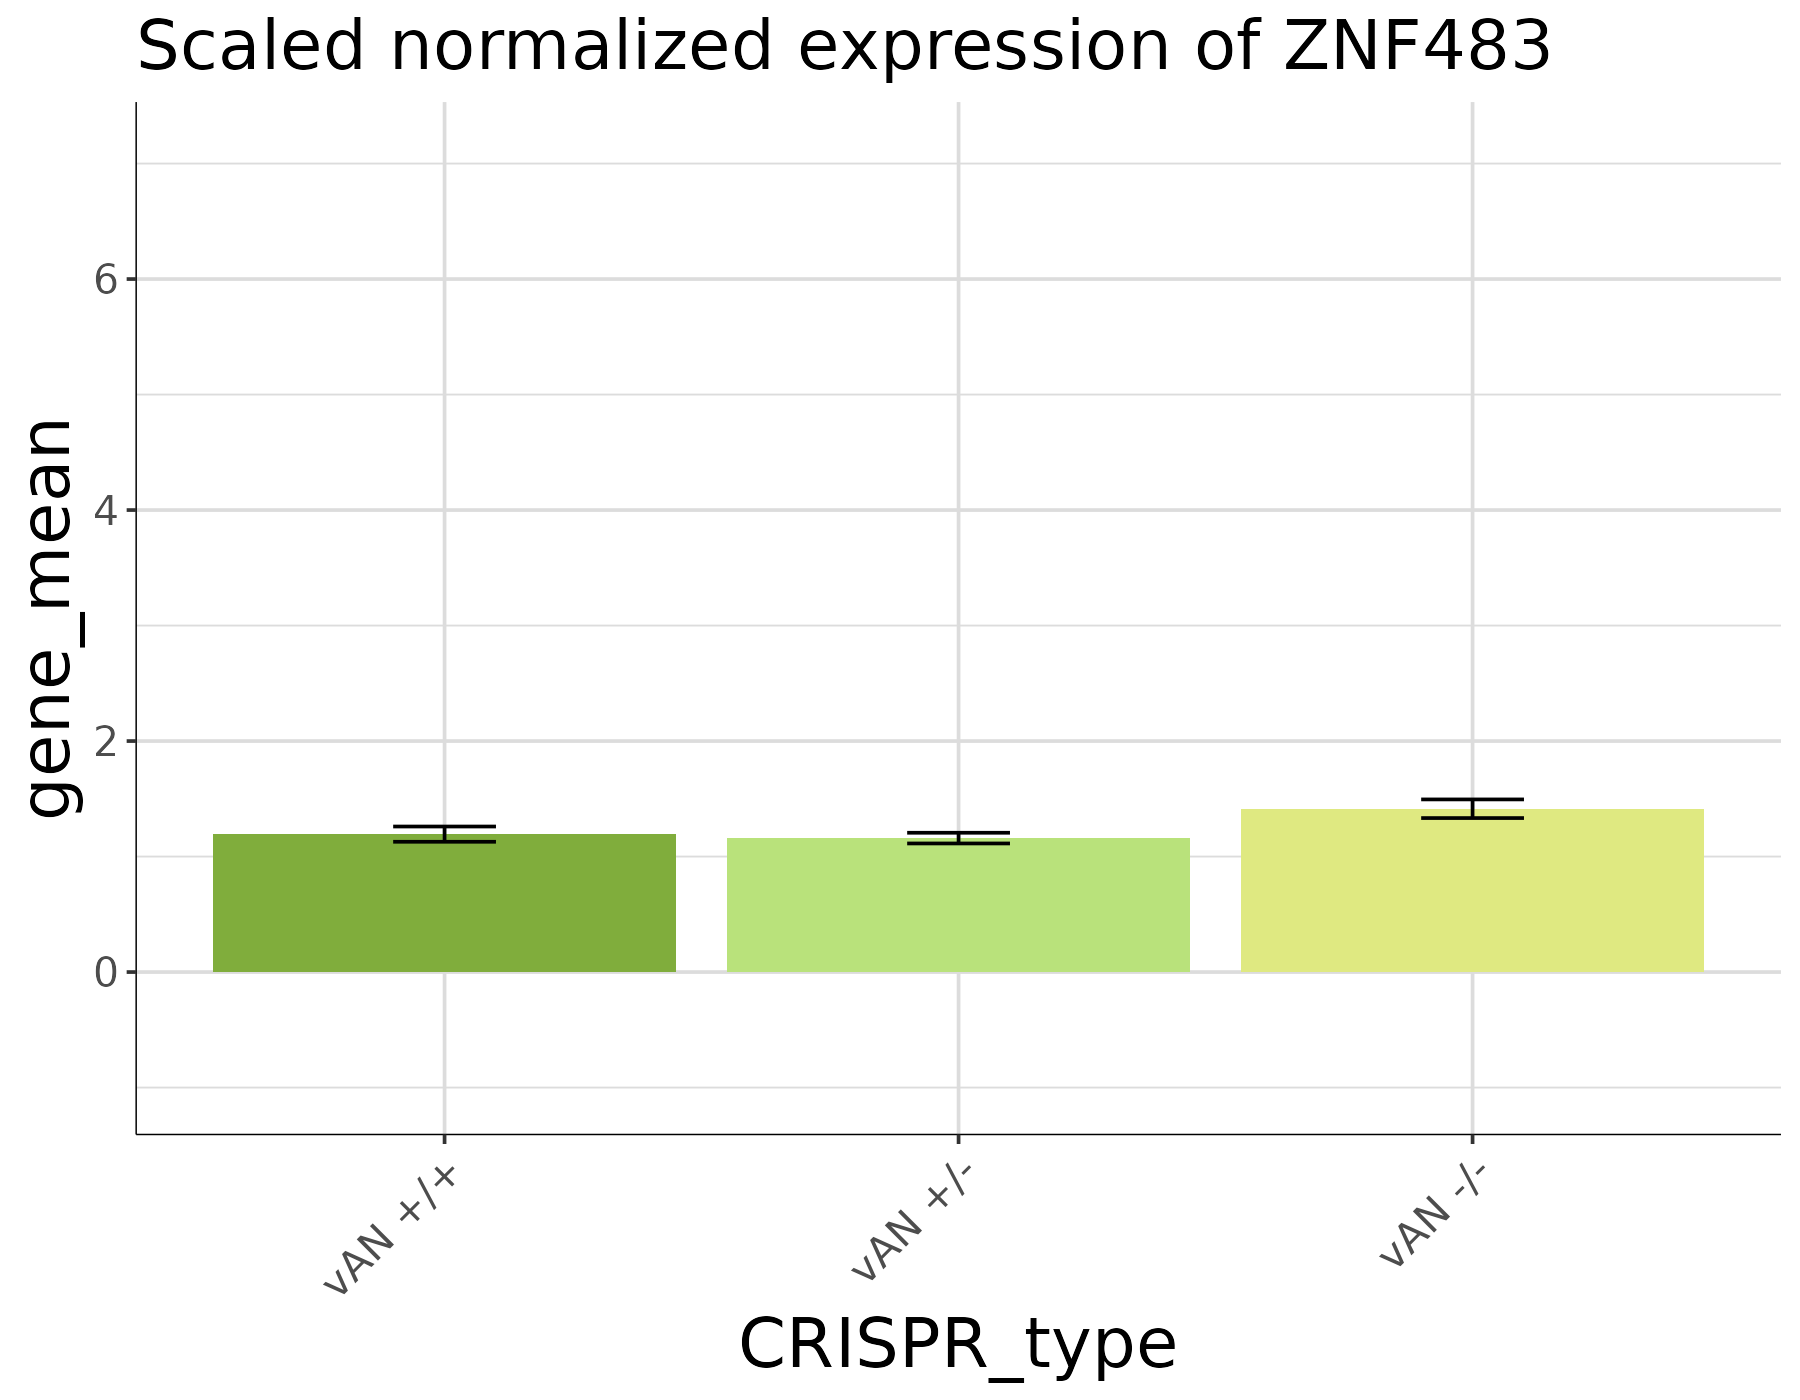 Scaled normalized expression of ZNF483
gene_mean
6
4
2
0
vAN +/+
vAN +/-
vAN -/-
CRISPR_type